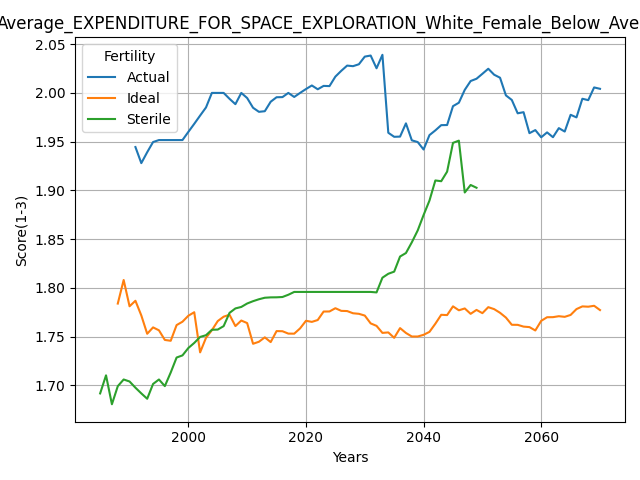 Average_EXPENDITURE_FOR_SPACE_EXPLORATION_White_Female_Below_Ave
Fertility
Actual
Ideal
Sterile
Score(1-3)
2.05
2.00
1.95
1.90
1.85
1.80
1.75
1.70
2000 2020 2040 2060
Years